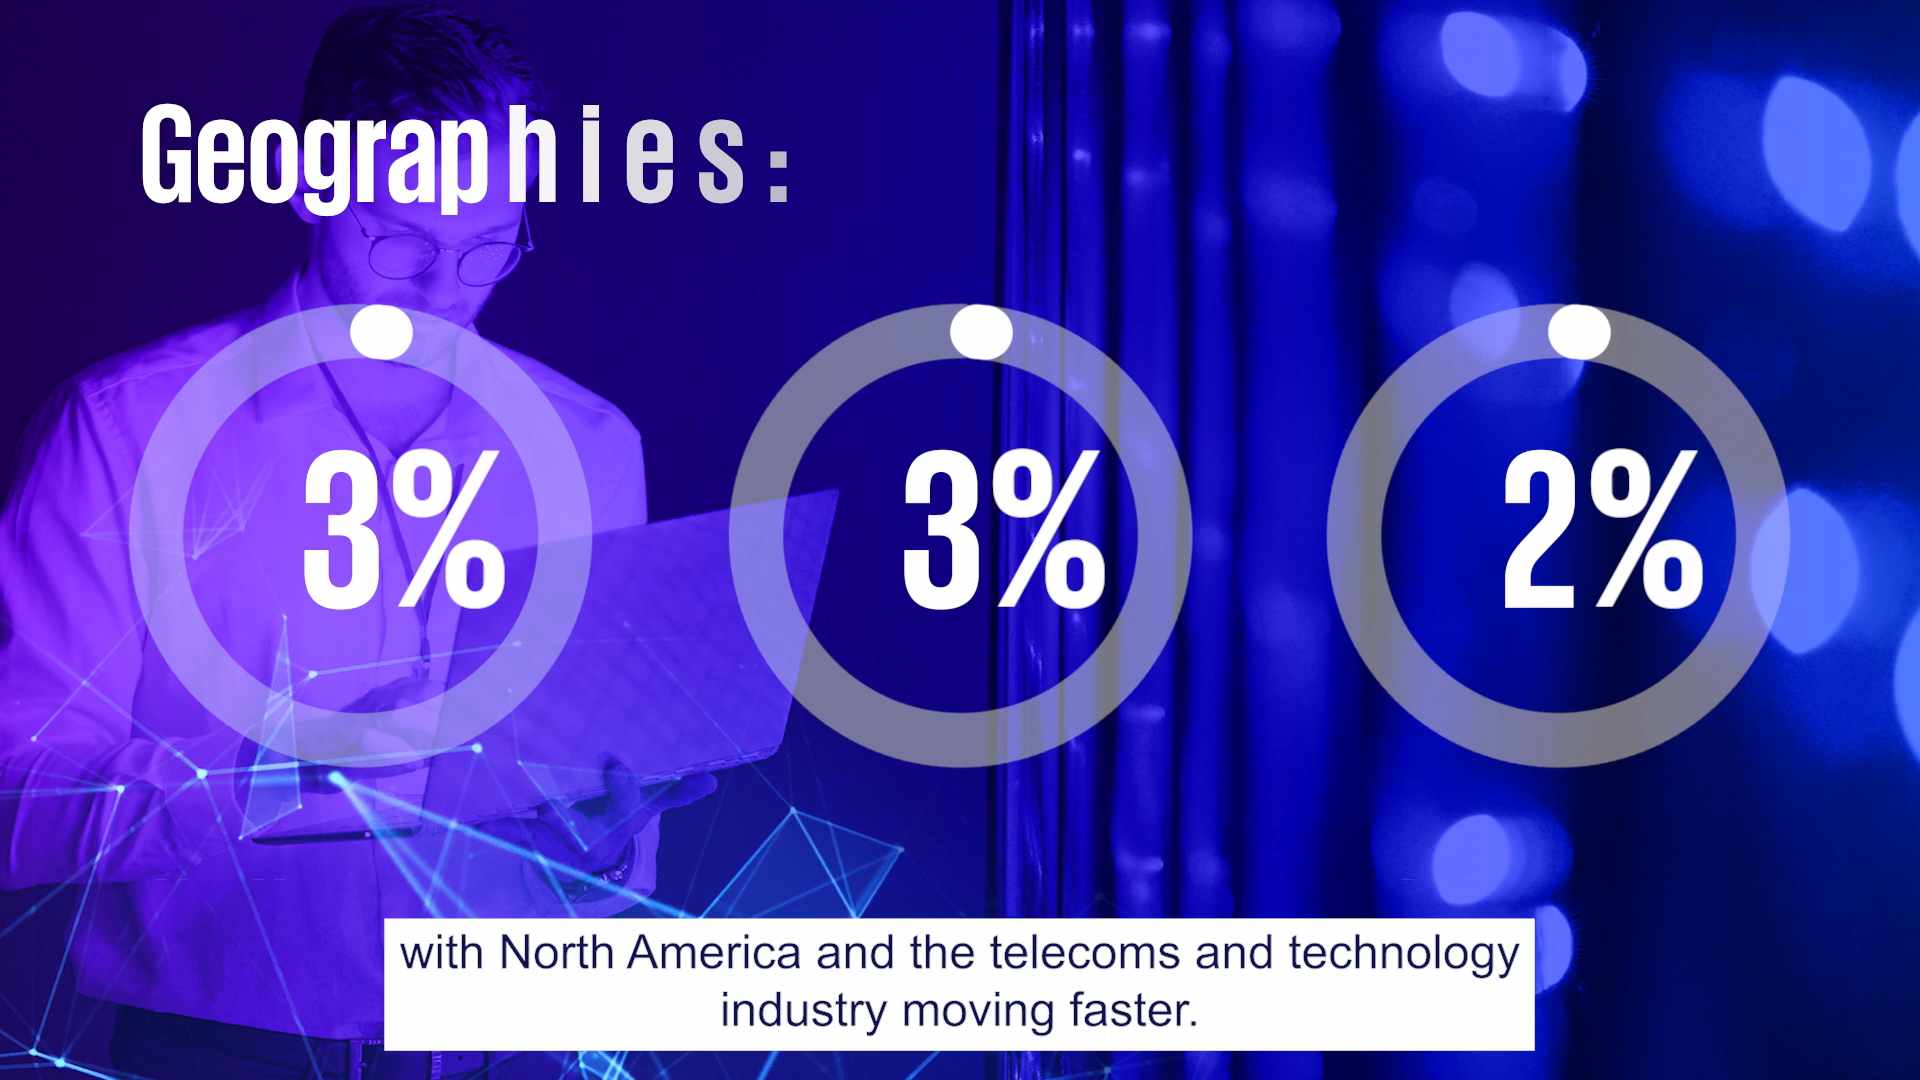 Geographies:
3% 3% 2%
with North America and the telecoms and technology
industry moving faster.